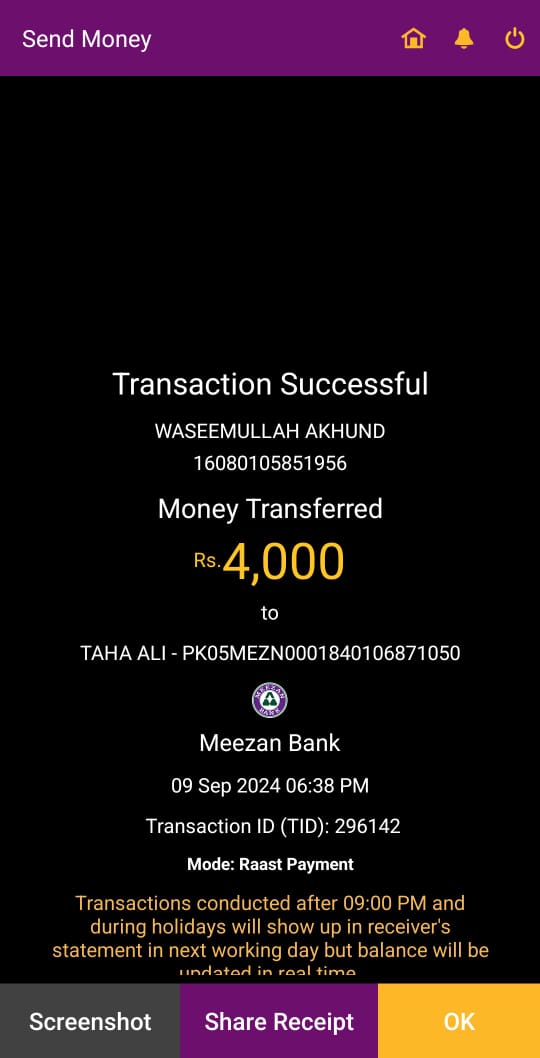 Send Money
Transaction Successful
WASEEMULLAH AKHUND
16080105851956
Money Transferred
Rs.4,000
to
TAHA ALI - PK05MEZN0001840106871050
MEEZAN BANK
Meezan Bank
09 Sep 2024 06:38 PM
Transaction ID (TID): 296142
Mode: Raast Payment
Transactions conducted after 09:00 PM and
during holidays will show up in receiver's
statement in next working day but balance will be
updated in real time
Screenshot
Share Receipt
OK